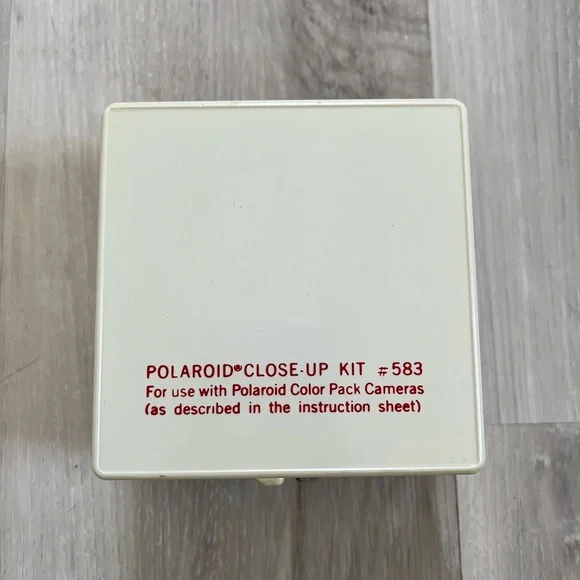 POLAROID® CLOSE-UP KIT #583
For use with Polaroid Color Pack Cameras
(as described in the instruction sheet)